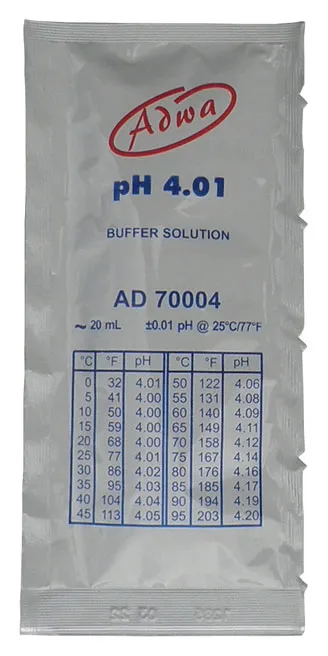 Adwa
pH 4.01
BUFFER SOLUTION
AD 70004
~ 20 mL ±0.01 pH @ 25°C/77°F
°C °F pH °C °F pH
0 32 4.01 50 122 4.06
5 41 4.00 55 131 4.08
10 50 4.00 60 140 4.09
15 59 4.00 65 149 4.11
20 68 4.00 70 158 4.12
25 77 4.01 75 167 4.14
30 86 4.02 80 176 4.16
35 95 4.03 85 185 4.17
40 104 4.04 90 194 4.19
45 113 4.05 95 203 4.20